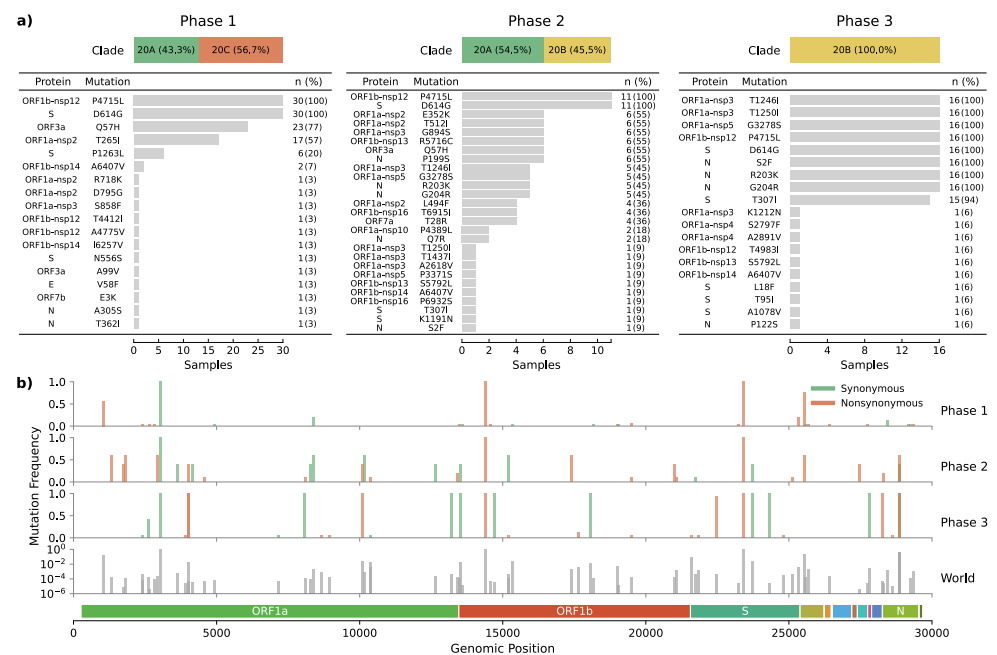 a)
Phase 1
Clade 20A (43,3%) 20C (56,7%)
Protein Mutation n (%)
ORF1b-nsp12 P4715L 30(100)
S D614G 30(100)
ORF3a Q57H 23(77)
ORF1a-nsp2 T265I 17(57)
S P1263L 6(20)
ORF1b-nsp14 A6407V 2(7)
ORF1a-nsp2 R718K 1(3)
ORF1a-nsp2 D795G 1(3)
ORF1a-nsp3 S858F 1(3)
ORF1b-nsp12 T4412I 1(3)
ORF1b-nsp12 A4775V 1(3)
ORF1b-nsp14 I6257V 1(3)
S N556S 1(3)
ORF3a A99V 1(3)
E V58F 1(3)
ORF7b E3K 1(3)
N A305S 1(3)
N T362I 1(3)
0 5 10 15 20 25 30
Samples
Phase 2
Clade 20A (54,5%) 20B (45,5%)
Protein Mutation n (%)
ORF1b-nsp12 P4715L 11(100)
S D614G 11(100)
ORF1a-nsp2 E352K 6(55)
ORF1a-nsp2 T512I 6(55)
ORF1a-nsp3 G894S 6(55)
ORF1b-nsp13 R5716C 6(55)
ORF3a Q57H 6(55)
N P199S 6(55)
ORF1a-nsp3 T1246I 5(45)
ORF1a-nsp5 G3278S 5(45)
N R203K 5(45)
N G204R 5(45)
ORF1a-nsp2 L494F 4(36)
ORF1b-nsp16 T6915I 4(36)
ORF7a T28R 4(36)
ORF1a-nsp10 P4389L 2(18)
N Q7R 2(18)
ORF1a-nsp3 T1250I 1(9)
ORF1a-nsp3 T1437I 1(9)
ORF1a-nsp3 A2618V 1(9)
ORF1a-nsp5 P3371S 1(9)
ORF1b-nsp13 S5792L 1(9)
ORF1b-nsp14 A6407V 1(9)
ORF1b-nsp16 P6932S 1(9)
S T307I 1(9)
S K1191N 1(9)
N S2F 1(9)
0 2 4 6 8 10
Samples
Phase 3
Clade 20B (100,0%)
Protein Mutation n (%)
ORF1a-nsp3 T1246I 16(100)
ORF1a-nsp3 T1250I 16(100)
ORF1a-nsp5 G3278S 16(100)
ORF1b-nsp12 P4715L 16(100)
S D614G 16(100)
N S2F 16(100)
N R203K 16(100)
N G204R 16(100)
S T307I 15(94)
ORF1a-nsp3 K1212N 1(6)
ORF1a-nsp4 S2797F 1(6)
ORF1a-nsp4 A2891V 1(6)
ORF1b-nsp12 T4983I 1(6)
ORF1b-nsp13 S5792L 1(6)
ORF1b-nsp14 A6407V 1(6)
S L18F 1(6)
S T95I 1(6)
S A1078V 1(6)
N P122S 1(6)
0 4 8 12 16
Samples
b)
Mutation Frequency
1.0
0.5
0.0
Synonymous
Nonsynonymous
Phase 1
1.0
0.5
0.0
Phase 2
1.0
0.5
0.0
Phase 3
10⁰
10⁻²
10⁻⁴
10⁻⁶
World
ORF1a ORF1b S N
0 5000 10000 15000 20000 25000 30000
Genomic Position